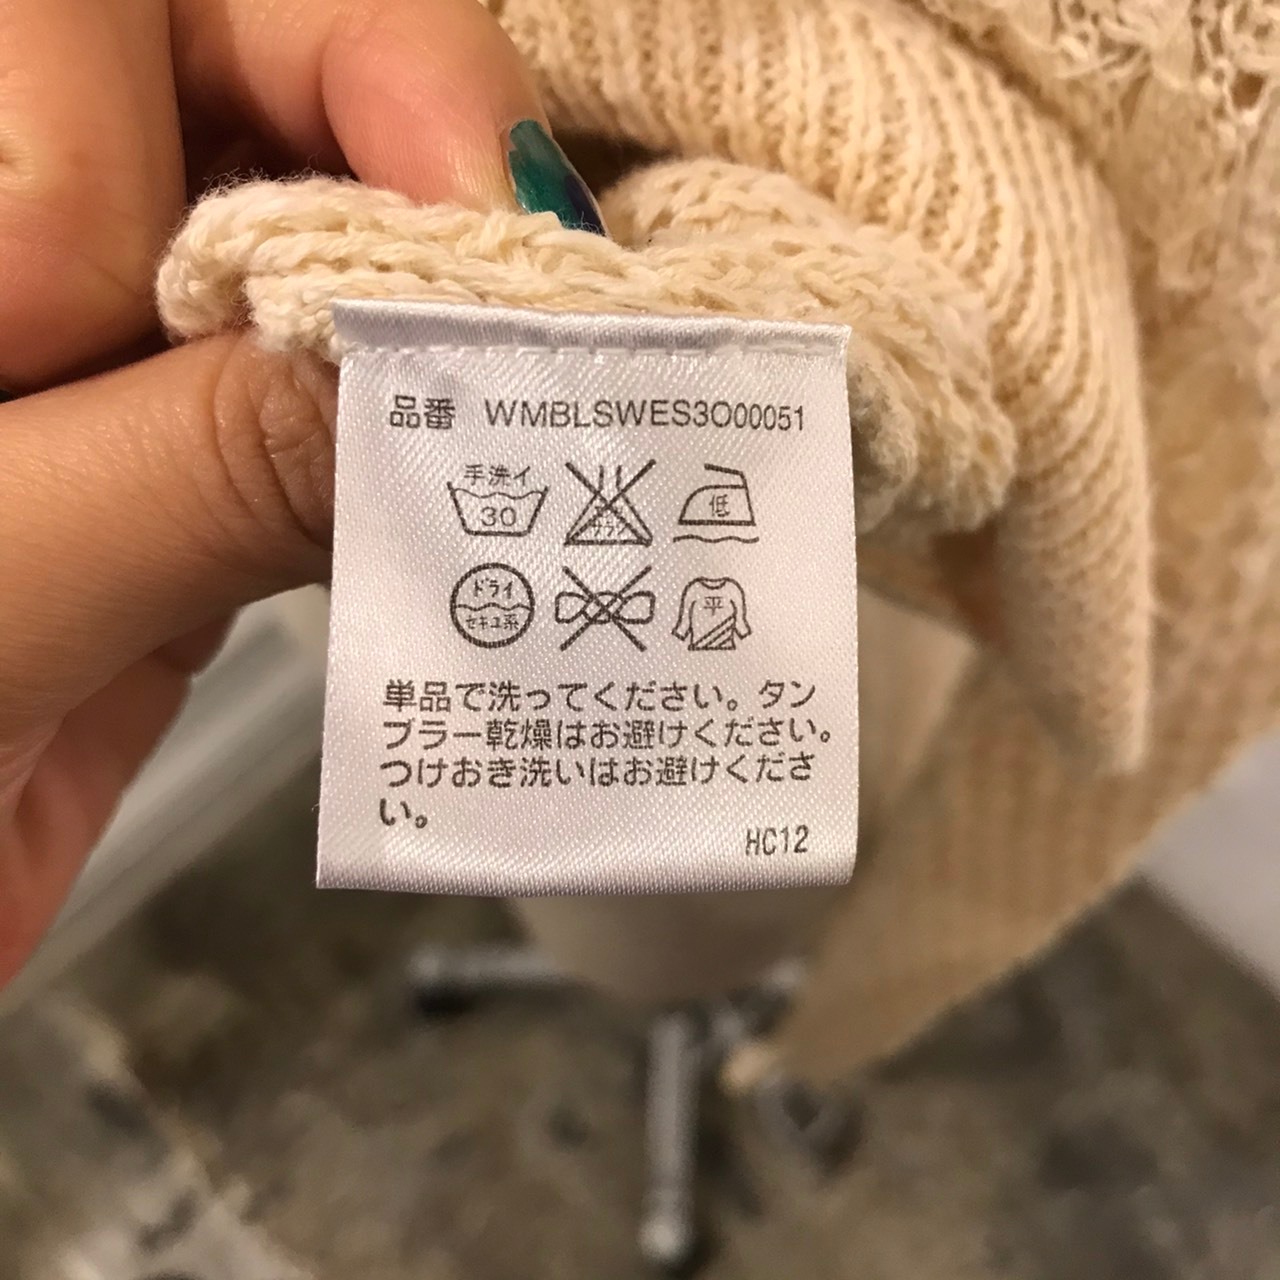 品番 WMBLSWES3O00051
手洗イ
30
低
ドライ
セキユ系
平
単品で洗ってください。タン
ブラー乾燥はお避けください。
つけおき洗いはお避けくださ
い。
HC12